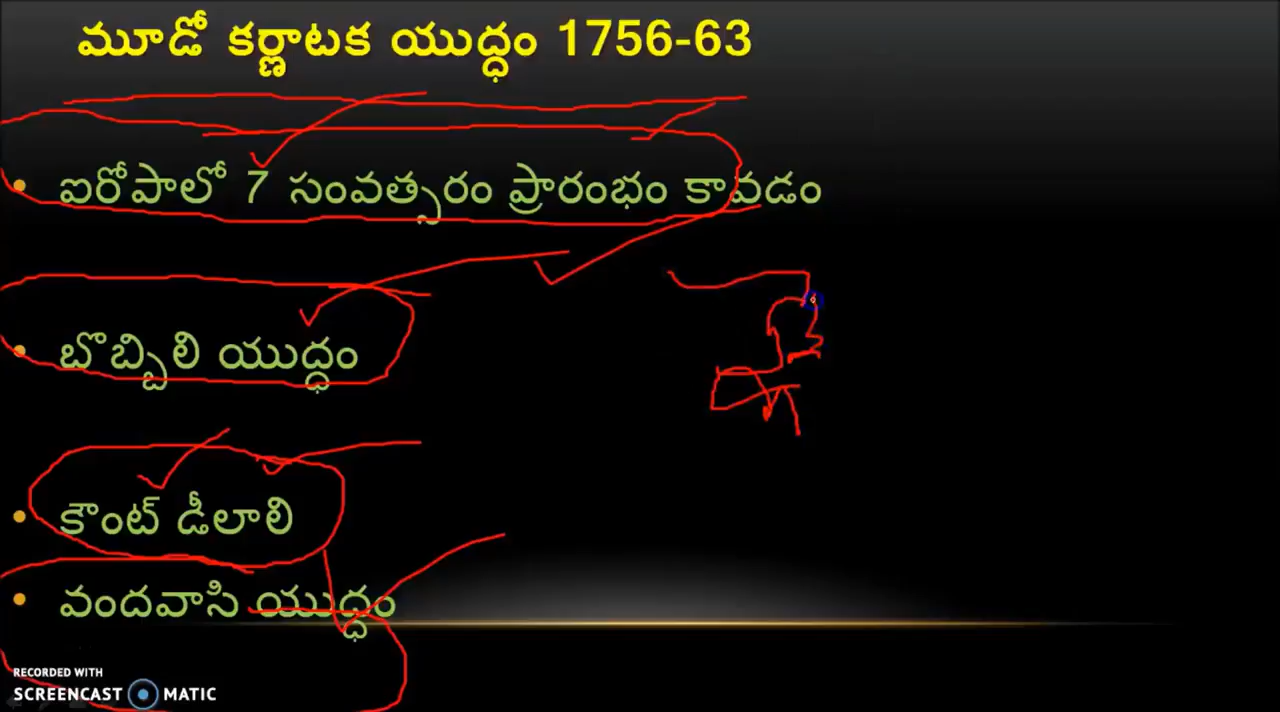 మూడో కర్ణాటక యుద్ధం 1756-63
• ఐరోపాలో 7 సంవత్సరం ప్రారంభం కావడం
• బొబ్బిలి యుద్ధం
• కౌంట్ డీలాలి
• వందవాసి యుద్ధం
RECORDED WITH
SCREENCAST MATIC